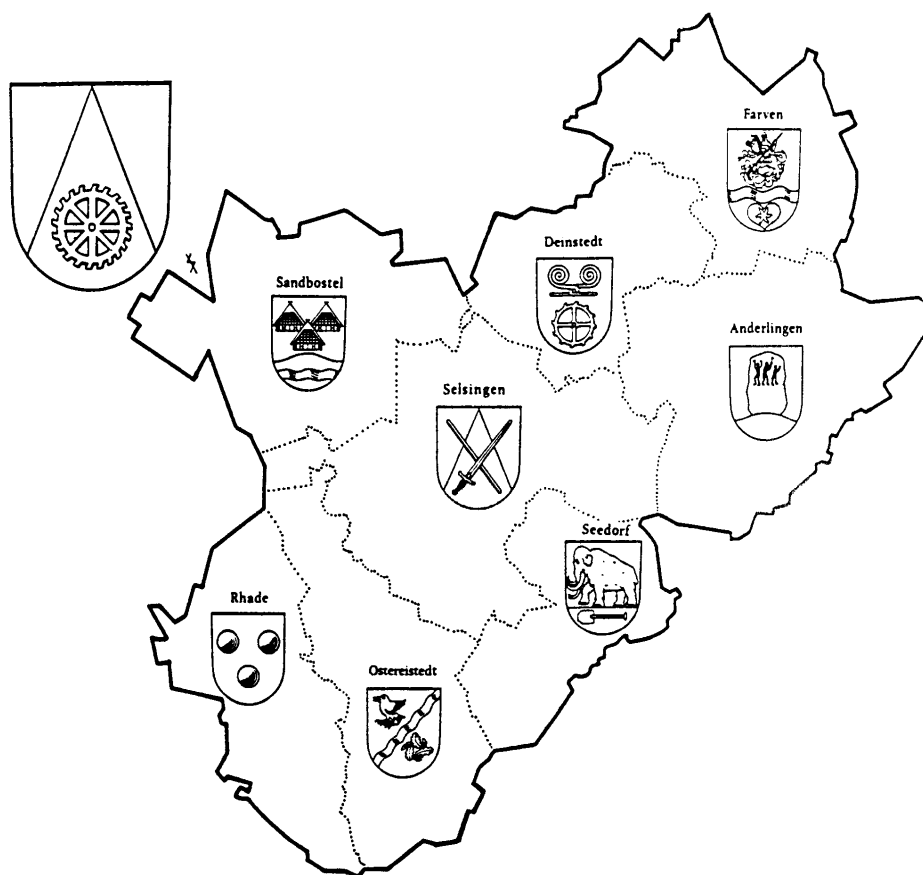 Farven
Deinstedt
Sandbostel
Anderlingen
Selsingen
Seedorf
Rhade
Ostereistedt